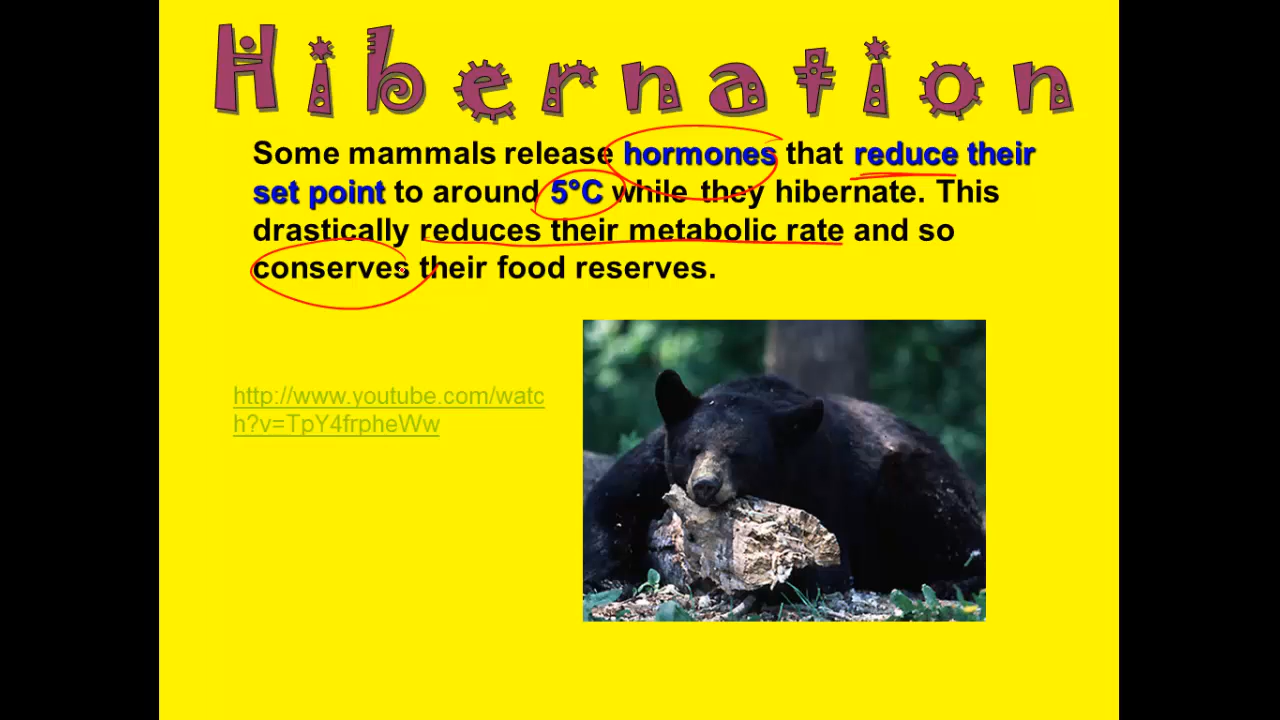 Hibernation
Some mammals release hormones that reduce their
set point to around 5°C while they hibernate. This
drastically reduces their metabolic rate and so
conserves their food reserves.
http://www.youtube.com/watc
h?v=TpY4frpheWw